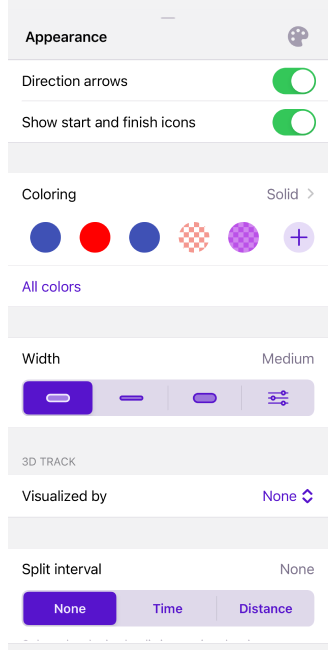 Appearance
Direction arrows
Show start and finish icons
Coloring Solid
All colors
Width Medium
3D TRACK
Visualized by None
Split interval None
None Time Distance